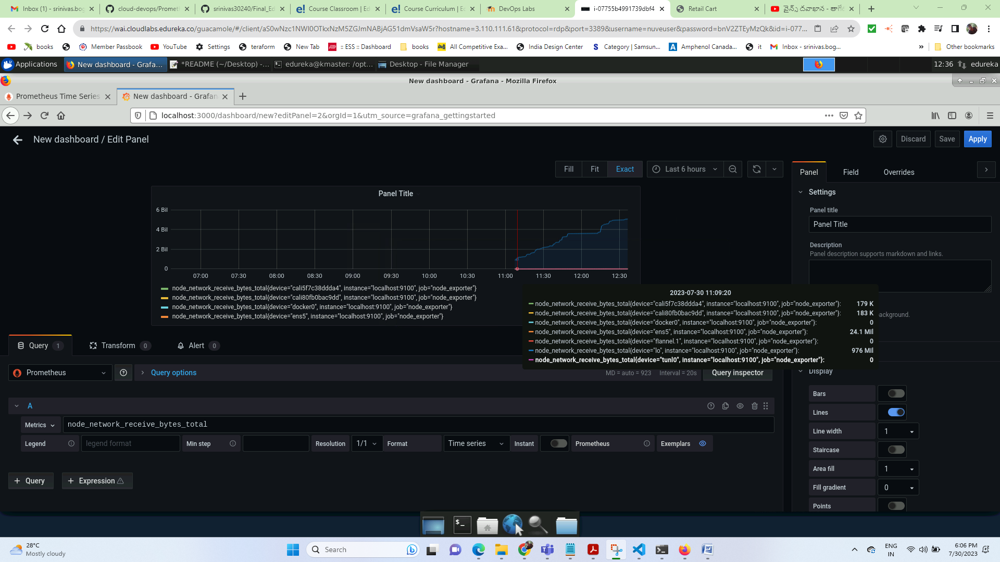 Inbox (1) - srinivas.bog
cloud-devops/Promet
srinivas30240/Final_Ed
Course Classroom | Ed
Course Curriculum | Ec
DevOps Labs
i-07755b4991739dbf4
Retail Cart
వైన్స్ దవాఖాన - తాగే
https://wai.cloudlabs.edureka.co/guacamole/#/client/aS0wNzc1NWI0OTkxNzM5ZGJmNABjAG51dmVsaW5r?hostname=3.110.111.61&protocol=rdp&port=3389&username=nuveuser&password=bnV2ZTEyMzQk&id=i-077...
books
Member Passbook
YouTube
Settings
teraform
New Tab
:: ESS :: Dashboard
books
All Competitive Exa...
India Design Center
Category | Samsun...
Amphenol Canada...
it
Inbox - srinivas.bog...
»
Other bookmarks
Applications
New dashboard - Grafa...
*README (~/Desktop) -...
edureka@kmaster: /opt...
Desktop - File Manager
12:36
edureka
New dashboard - Grafana - Mozilla Firefox
Prometheus Time Series
New dashboard - Grafan
localhost:3000/dashboard/new?editPanel=2&orgId=1&utm_source=grafana_gettingstarted
New dashboard / Edit Panel
Discard
Save
Apply
Fill
Fit
Exact
Last 6 hours
Panel
Field
Overrides
Panel Title
6 Bil
4 Bil
2 Bil
0
07:00 07:30 08:00 08:30 09:00 09:30 10:00 10:30 11:00 11:30 12:00 12:30
node_network_receive_bytes_total{device="cali5f7c38ddda4", instance="localhost:9100", job="node_exporter"}
node_network_receive_bytes_total{device="cali80fb0bac9dd", instance="localhost:9100", job="node_exporter"}
node_network_receive_bytes_total{device="docker0", instance="localhost:9100", job="node_exporter"}
node_network_receive_bytes_total{device="ens5", instance="localhost:9100", job="node_exporter"}
2023-07-30 11:09:20
node_network_receive_bytes_total{device="cali5f7c38ddda4", instance="localhost:9100", job="node_exporter"}: 179 K
node_network_receive_bytes_total{device="cali80fb0bac9dd", instance="localhost:9100", job="node_exporter"}: 183 K
node_network_receive_bytes_total{device="docker0", instance="localhost:9100", job="node_exporter"}: 0
node_network_receive_bytes_total{device="ens5", instance="localhost:9100", job="node_exporter"}: 24.1 Mil
node_network_receive_bytes_total{device="flannel.1", instance="localhost:9100", job="node_exporter"}: 0
node_network_receive_bytes_total{device="lo", instance="localhost:9100", job="node_exporter"}: 976 Mil
node_network_receive_bytes_total{device="tunl0", instance="localhost:9100", job="node_exporter"}: 0
Settings
Panel title
Panel Title
Description
Panel description supports markdown and links.
ackground.
Query 1
Transform 0
Alert 0
Prometheus
Query options
MD = auto = 923
Interval = 20s
Query inspector
A
Metrics
node_network_receive_bytes_total
Legend
legend format
Min step
Resolution
1/1
Format
Time series
Instant
Prometheus
Exemplars
+ Query
+ Expression
Display
Bars
Lines
Line width
1
Staircase
Area fill
1
Fill gradient
0
Points
28°C
Mostly cloudy
Search
ENG
IN
6:06 PM
7/30/2023